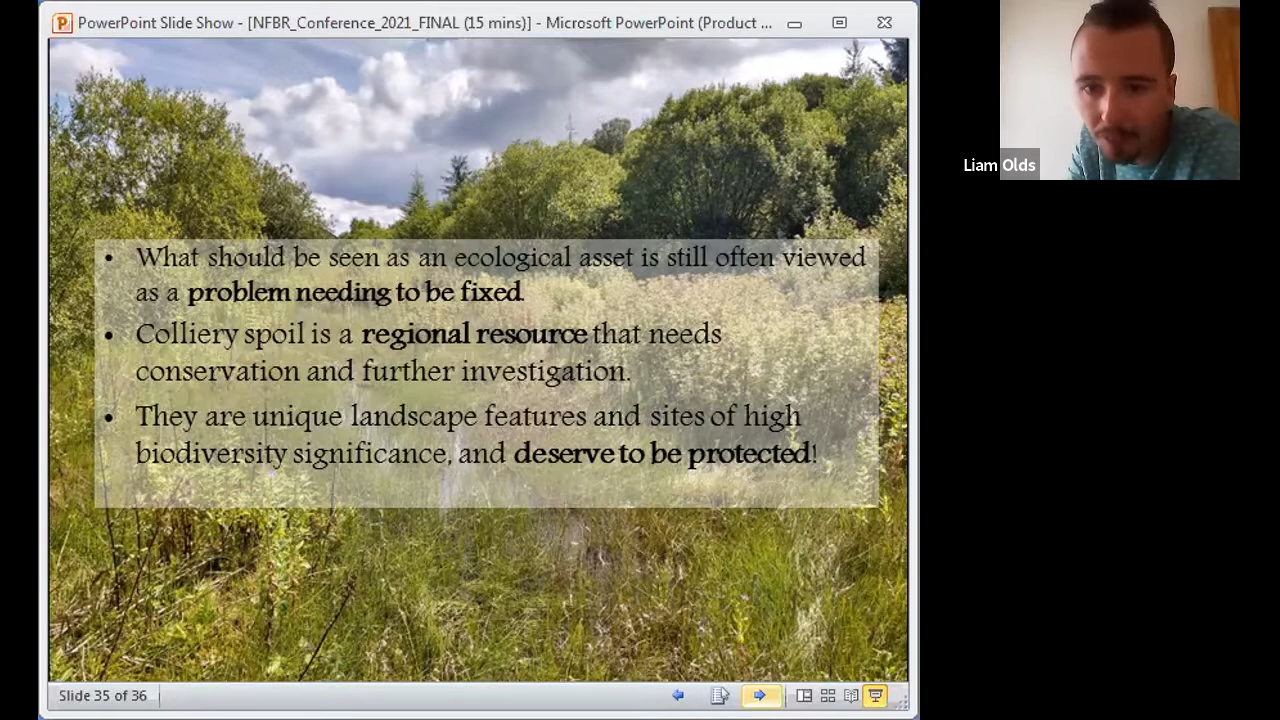 PowerPoint Slide Show - [NFBR_Conference_2021_FINAL (15 mins)] - Microsoft PowerPoint (Product ...
Liam Olds
• What should be seen as an ecological asset is still often viewed
as a problem needing to be fixed.
• Colliery spoil is a regional resource that needs
conservation and further investigation.
• They are unique landscape features and sites of high
biodiversity significance, and deserve to be protected!
Slide 35 of 36